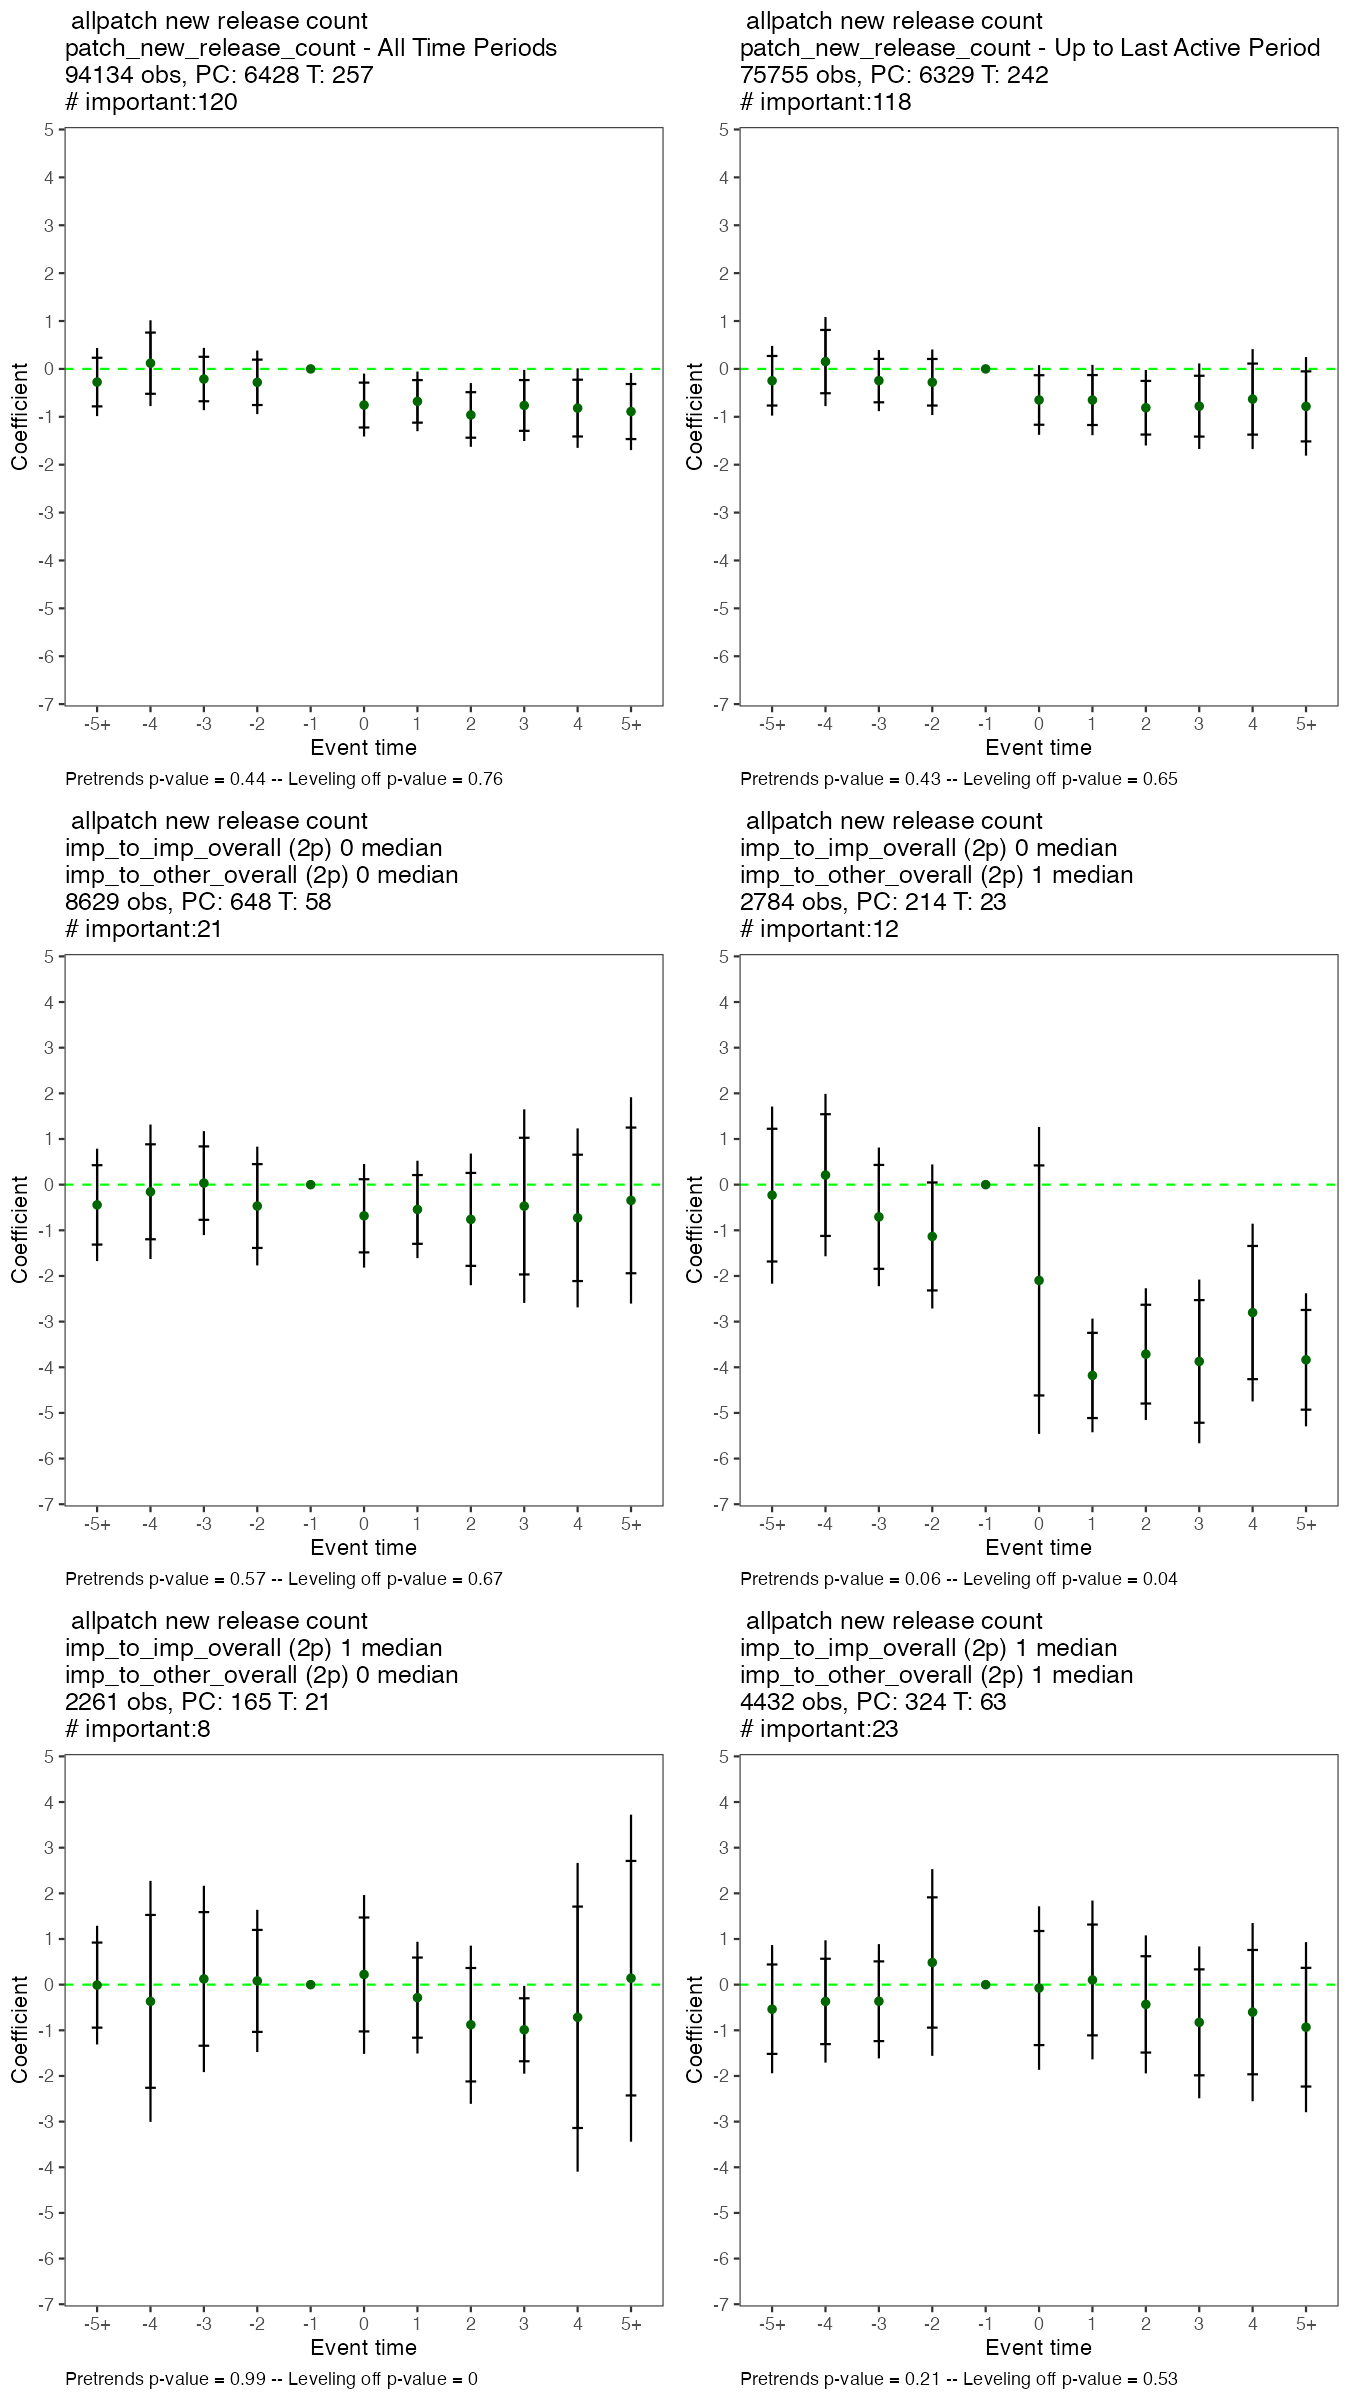 allpatch new release count
patch_new_release_count - All Time Periods
94134 obs, PC: 6428 T: 257
# important:120
5
4
3
2
1
0
-1
-2
-3
-4
-5
-6
-7
Coefficient
-5+ -4 -3 -2 -1 0 1 2 3 4 5+
Event time
Pretrends p-value = 0.44 -- Leveling off p-value = 0.76
allpatch new release count
patch_new_release_count - Up to Last Active Period
75755 obs, PC: 6329 T: 242
# important:118
5
4
3
2
1
0
-1
-2
-3
-4
-5
-6
-7
Coefficient
-5+ -4 -3 -2 -1 0 1 2 3 4 5+
Event time
Pretrends p-value = 0.43 -- Leveling off p-value = 0.65
allpatch new release count
imp_to_imp_overall (2p) 0 median
imp_to_other_overall (2p) 0 median
8629 obs, PC: 648 T: 58
# important:21
5
4
3
2
1
0
-1
-2
-3
-4
-5
-6
-7
Coefficient
-5+ -4 -3 -2 -1 0 1 2 3 4 5+
Event time
Pretrends p-value = 0.57 -- Leveling off p-value = 0.67
allpatch new release count
imp_to_imp_overall (2p) 0 median
imp_to_other_overall (2p) 1 median
2784 obs, PC: 214 T: 23
# important:12
5
4
3
2
1
0
-1
-2
-3
-4
-5
-6
-7
Coefficient
-5+ -4 -3 -2 -1 0 1 2 3 4 5+
Event time
Pretrends p-value = 0.06 -- Leveling off p-value = 0.04
allpatch new release count
imp_to_imp_overall (2p) 1 median
imp_to_other_overall (2p) 0 median
2261 obs, PC: 165 T: 21
# important:8
5
4
3
2
1
0
-1
-2
-3
-4
-5
-6
-7
Coefficient
-5+ -4 -3 -2 -1 0 1 2 3 4 5+
Event time
Pretrends p-value = 0.99 -- Leveling off p-value = 0
allpatch new release count
imp_to_imp_overall (2p) 1 median
imp_to_other_overall (2p) 1 median
4432 obs, PC: 324 T: 63
# important:23
5
4
3
2
1
0
-1
-2
-3
-4
-5
-6
-7
Coefficient
-5+ -4 -3 -2 -1 0 1 2 3 4 5+
Event time
Pretrends p-value = 0.21 -- Leveling off p-value = 0.53